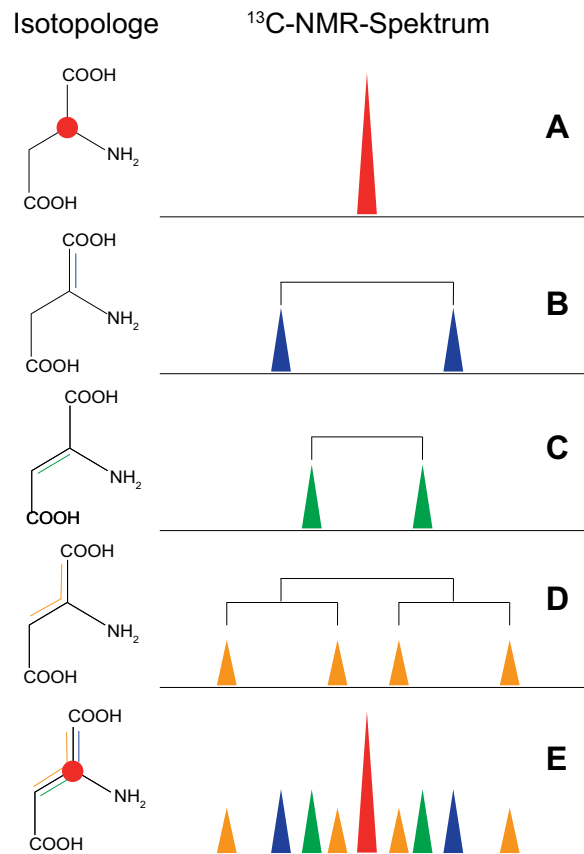 Isotopologe ¹³C-NMR-Spektrum
COOH
NH₂
COOH
A
COOH
NH₂
COOH
B
COOH
NH₂
COOH
C
COOH
NH₂
COOH
D
COOH
NH₂
COOH
E